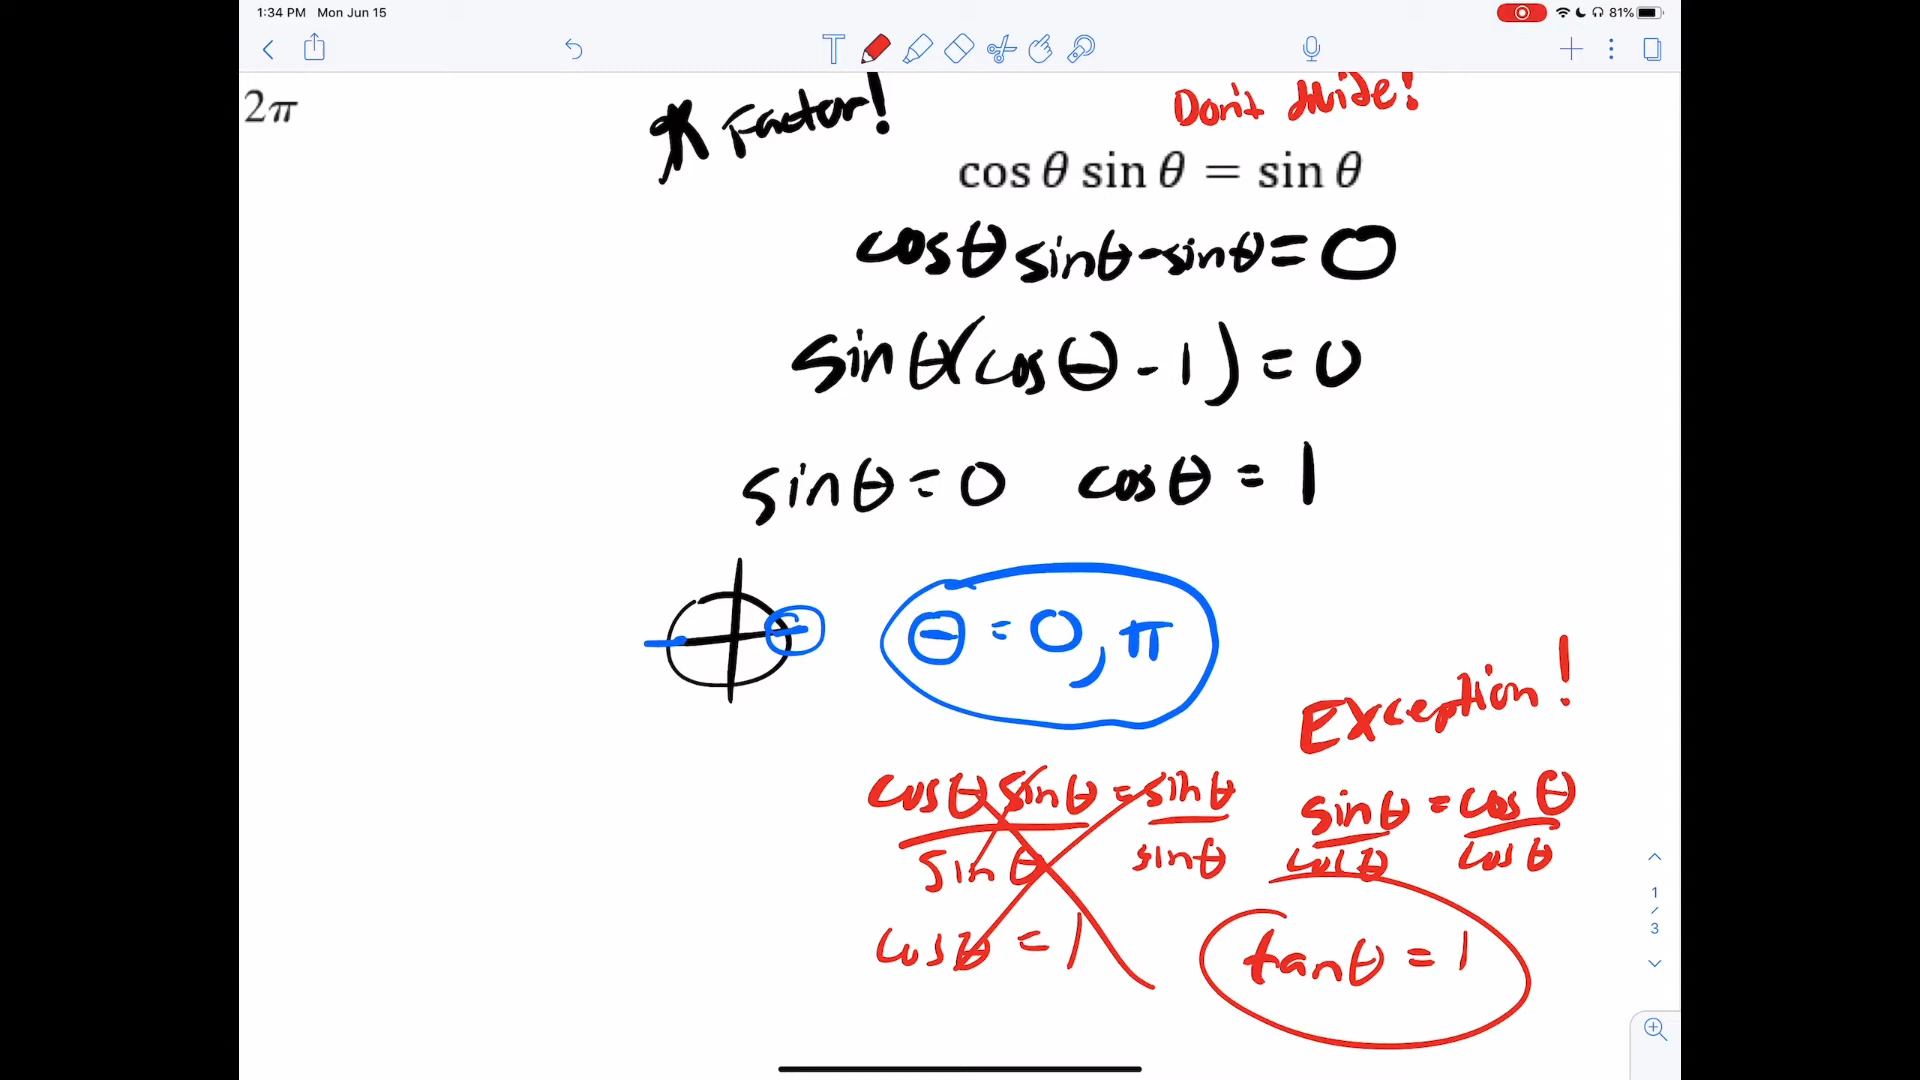 1:34 PM Mon Jun 15
81%
T
2π
* Factor!
Don't divide!
cos θ sin θ = sin θ
cosθ sinθ - sinθ = 0
sinθ(cosθ - 1) = 0
sinθ = 0 cosθ = 1
θ = 0, π
Exception!
cosθ sinθ = sinθ
sinθ sinθ
cosθ = 1
sinθ = cosθ
cosθ cosθ
tanθ = 1
1
/
3